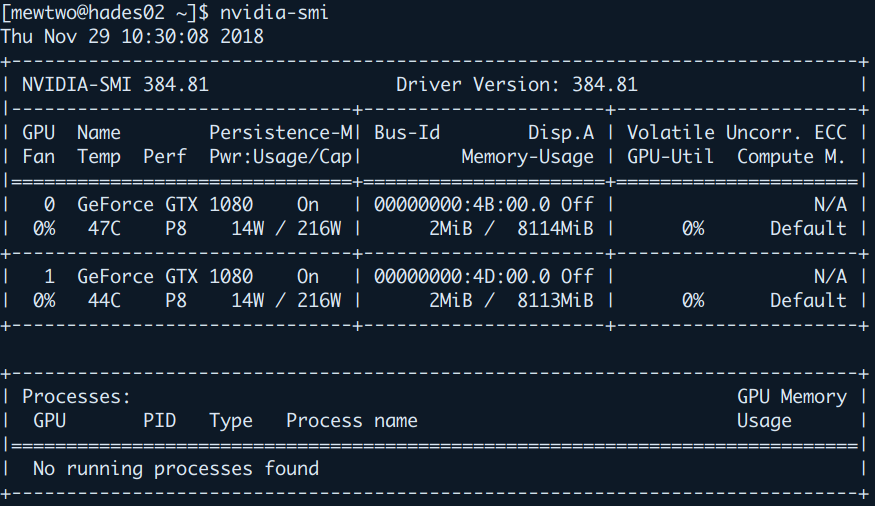 [mewtwo@hades02 ~]$ nvidia-smi
Thu Nov 29 10:30:08 2018
+-----------------------------------------------------------------------------+
| NVIDIA-SMI 384.81                 Driver Version: 384.81                    |
|-------------------------------+----------------------+----------------------+
| GPU  Name        Persistence-M| Bus-Id        Disp.A | Volatile Uncorr. ECC |
| Fan  Temp  Perf  Pwr:Usage/Cap|         Memory-Usage | GPU-Util  Compute M. |
|===============================+======================+======================|
|   0  GeForce GTX 1080    On   | 00000000:4B:00.0 Off |                  N/A |
|  0%   47C    P8    14W / 216W |      2MiB /  8114MiB |      0%      Default |
+-------------------------------+----------------------+----------------------+
|   1  GeForce GTX 1080    On   | 00000000:4D:00.0 Off |                  N/A |
|  0%   44C    P8    14W / 216W |      2MiB /  8113MiB |      0%      Default |
+-------------------------------+----------------------+----------------------+

+-----------------------------------------------------------------------------+
| Processes:                                                       GPU Memory |
|  GPU       PID   Type   Process name                             Usage      |
|=============================================================================|
|  No running processes found                                                 |
+-----------------------------------------------------------------------------+